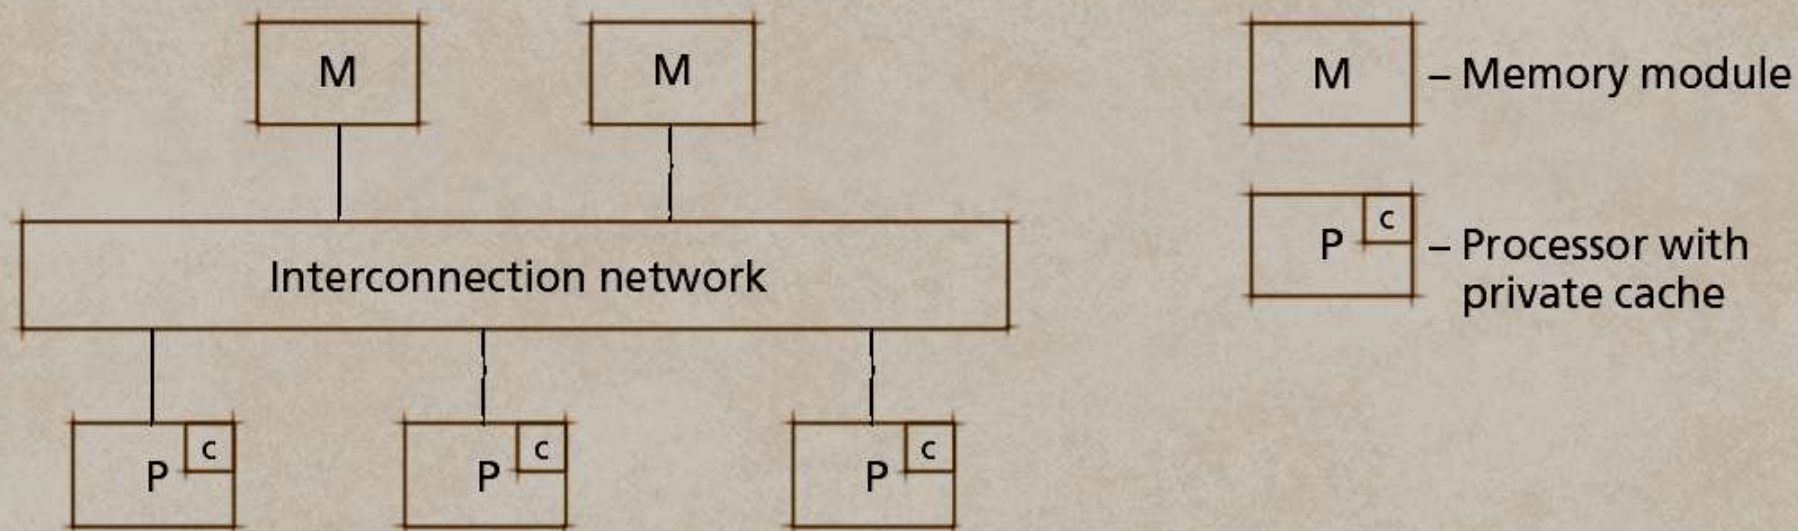 M
M
M
– Memory module
P
c
– Processor with
private cache
Interconnection network
P
c
P
c
P
c